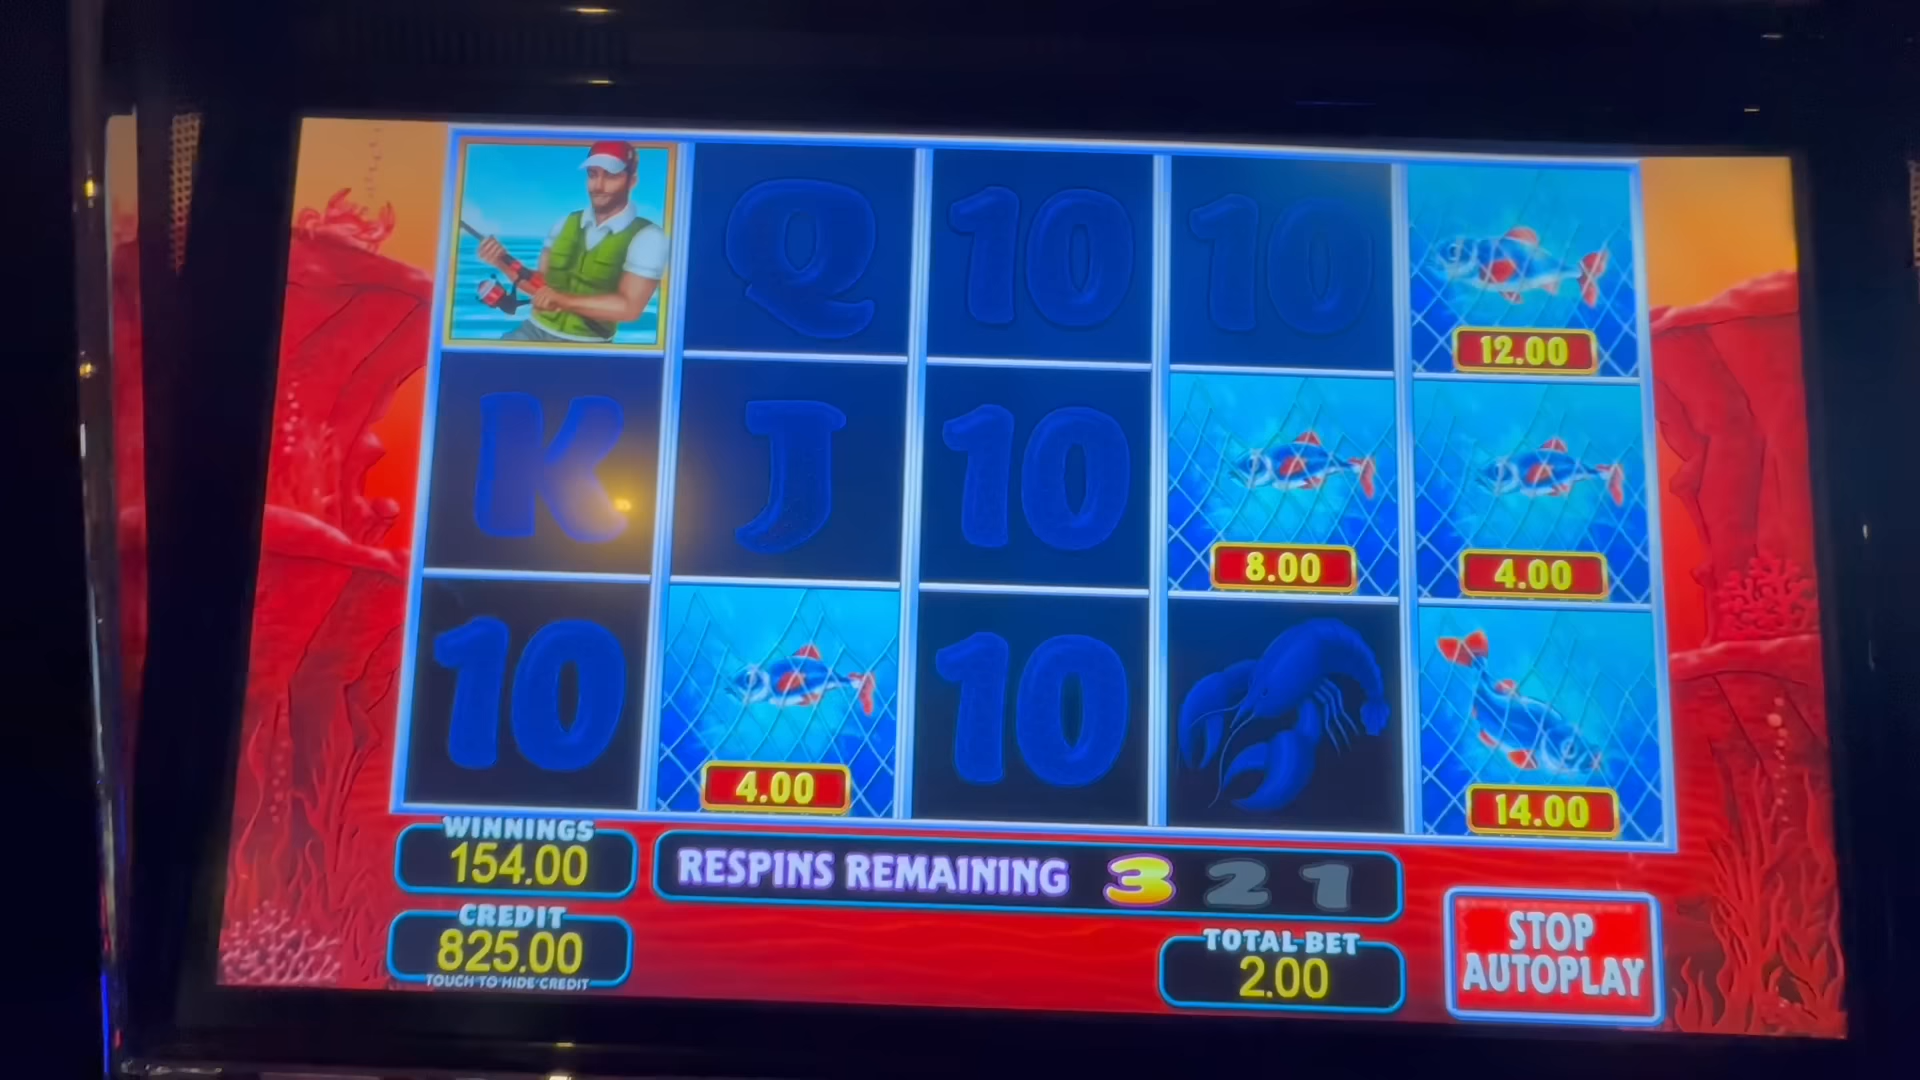 Q 10 10
12.00
K J 10
8.00 4.00
10 10
4.00 14.00
WINNINGS
154.00
RESPINS REMAINING 3 2 1
CREDIT
825.00
TOUCH TO HIDE CREDIT
TOTAL BET
2.00
STOP
AUTOPLAY